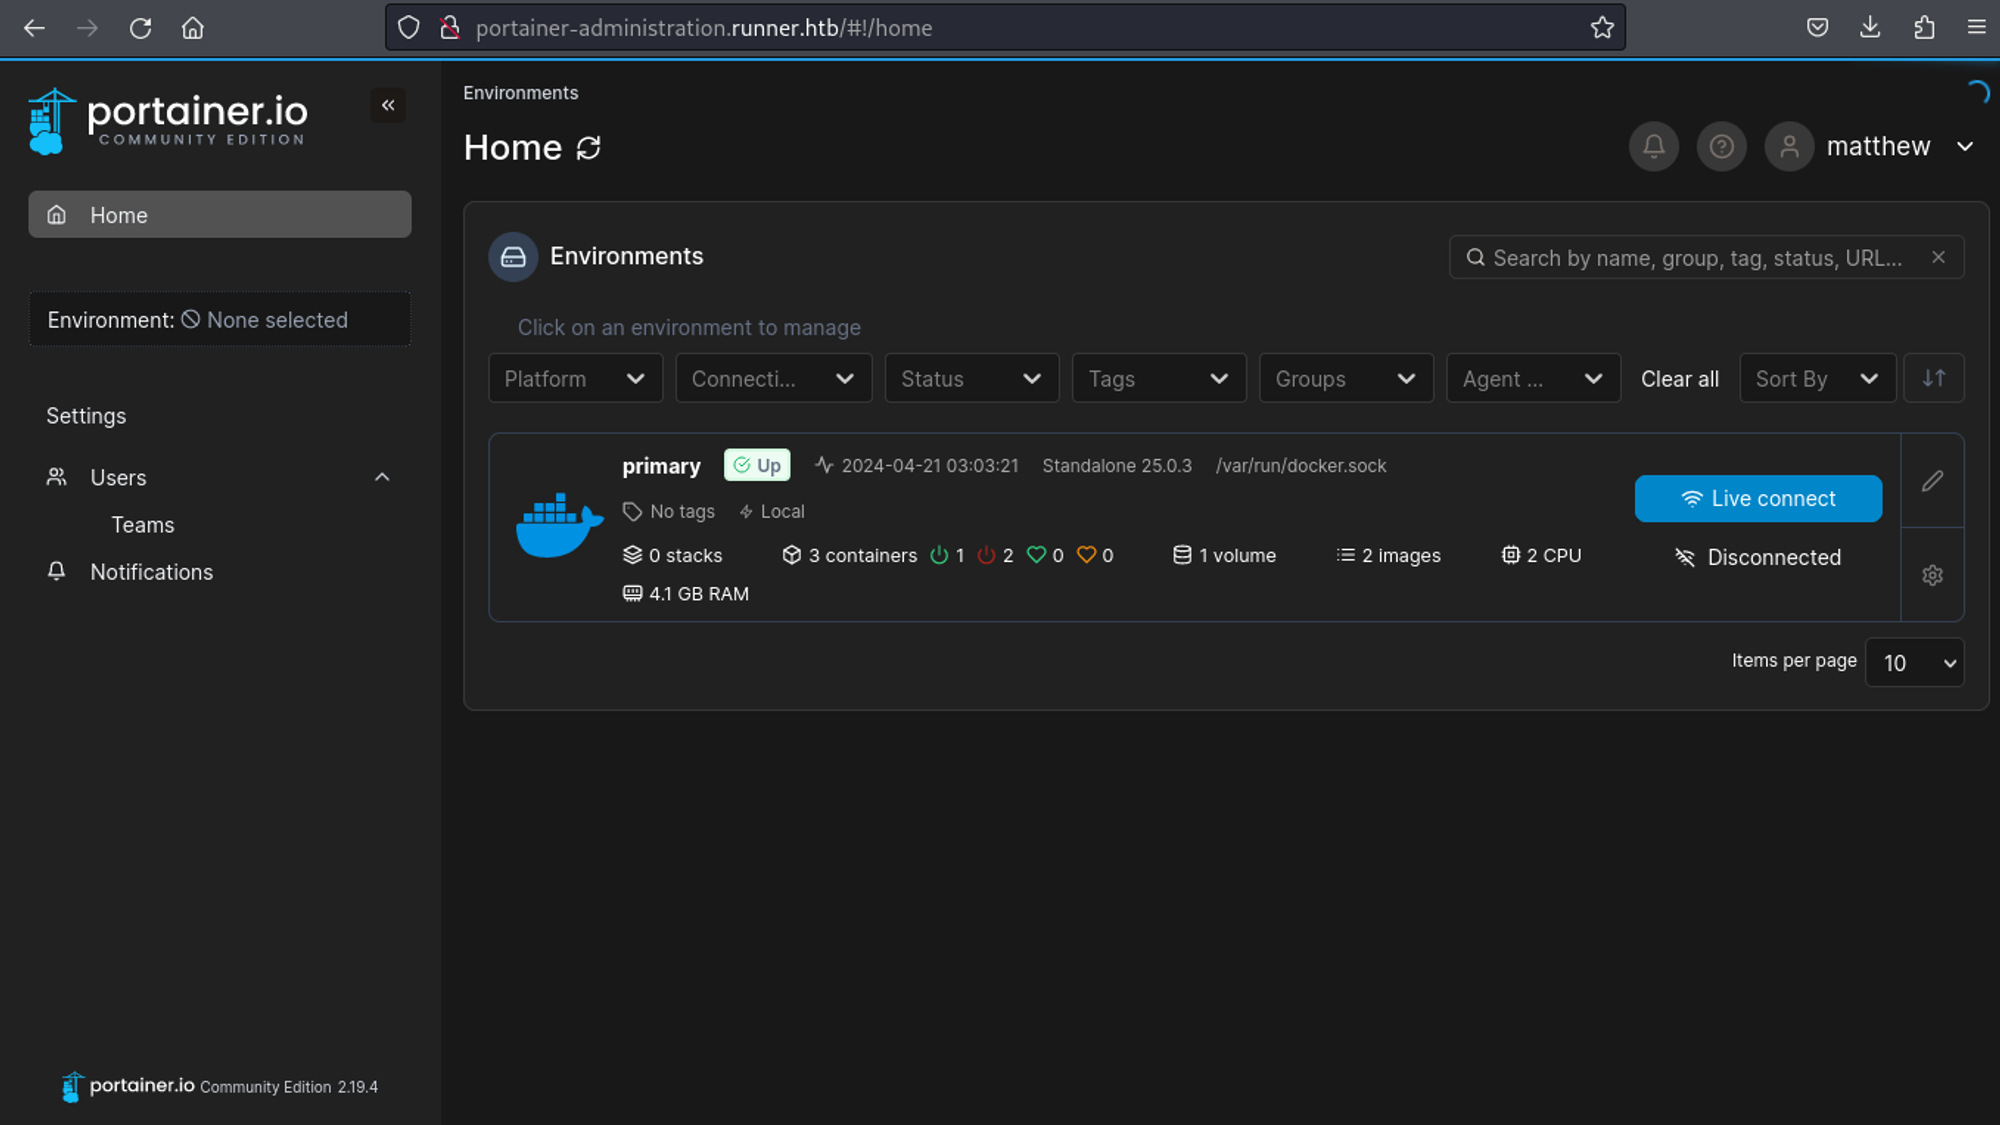 portainer-administration.runner.htb/#!/home
portainer.io
COMMUNITY EDITION
Home
Environment: None selected
Settings
Users
Teams
Notifications
portainer.io Community Edition 2.19.4
Environments
Home
matthew
Environments
Search by name, group, tag, status, URL...
Click on an environment to manage
Platform Connecti... Status Tags Groups Agent ... Clear all Sort By
primary Up 2024-04-21 03:03:21 Standalone 25.0.3 /var/run/docker.sock
No tags Local
0 stacks 3 containers 1 2 0 0 1 volume 2 images 2 CPU
4.1 GB RAM
Live connect
Disconnected
Items per page 10